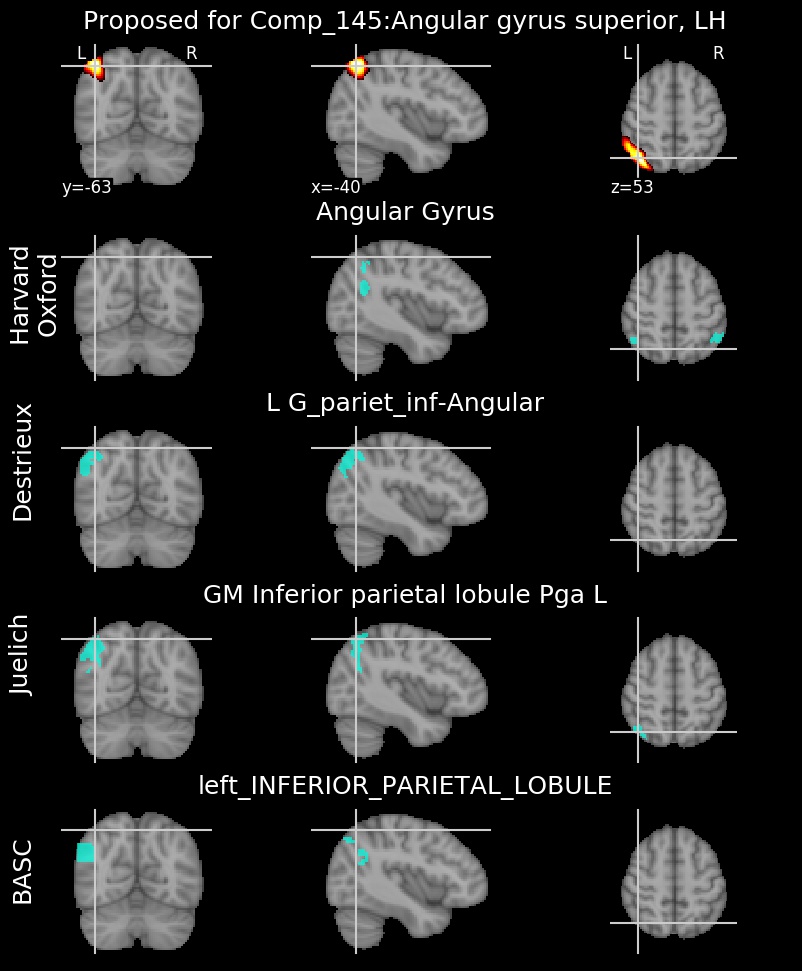 Proposed for Comp_145:Angular gyrus superior, LH
L R L R
y=-63 x=-40 z=53
Angular Gyrus
Harvard
Oxford
L G_pariet_inf-Angular
Destrieux
GM Inferior parietal lobule Pga L
Juelich
left_INFERIOR_PARIETAL_LOBULE
BASC